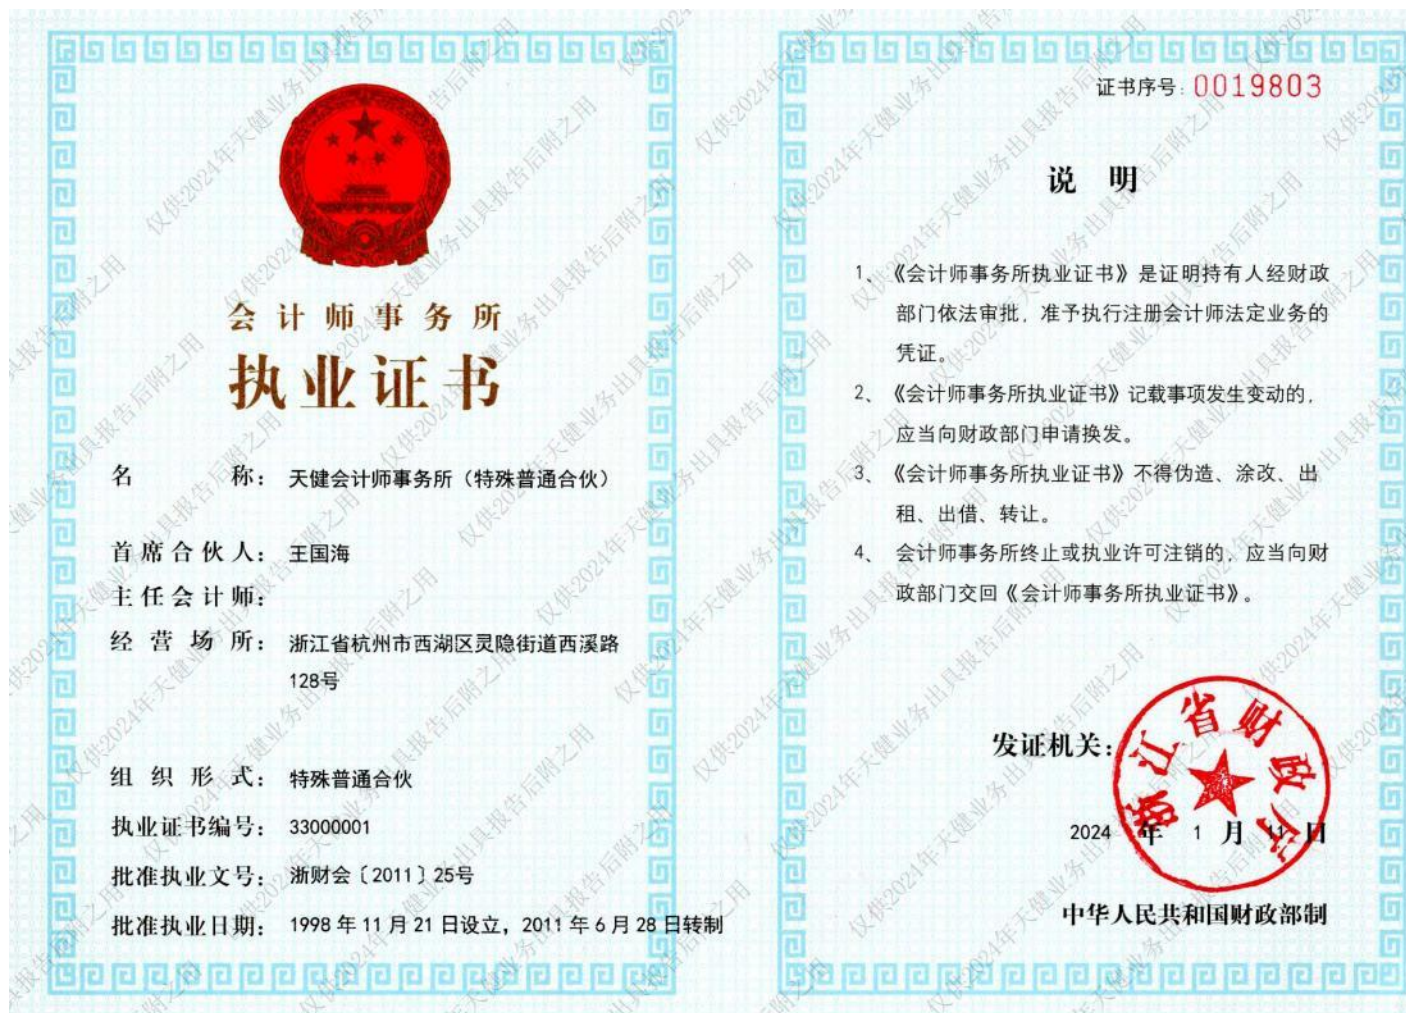 会计师事务所
执业证书
名称：天健会计师事务所（特殊普通合伙）
首席合伙人：王国海
主任会计师：
经营场所：浙江省杭州市西湖区灵隐街道西溪路
128号
组织形式：特殊普通合伙
执业证书编号：33000001
批准执业文号：浙财会〔2011〕25号
批准执业日期：1998年11月21日设立，2011年6月28日转制
证书序号：0019803
说明
1、《会计师事务所执业证书》是证明持有人经财政
部门依法审批，准予执行注册会计师法定业务的
凭证。
2、《会计师事务所执业证书》记载事项发生变动的，
应当向财政部门申请换发。
3、《会计师事务所执业证书》不得伪造、涂改、出
租、出借、转让。
4、会计师事务所终止或执业许可注销的，应当向财
政部门交回《会计师事务所执业证书》。
发证机关：
浙江省财政厅
2024年1月11日
中华人民共和国财政部制
仅供2024年天健业务出具报告后附之用